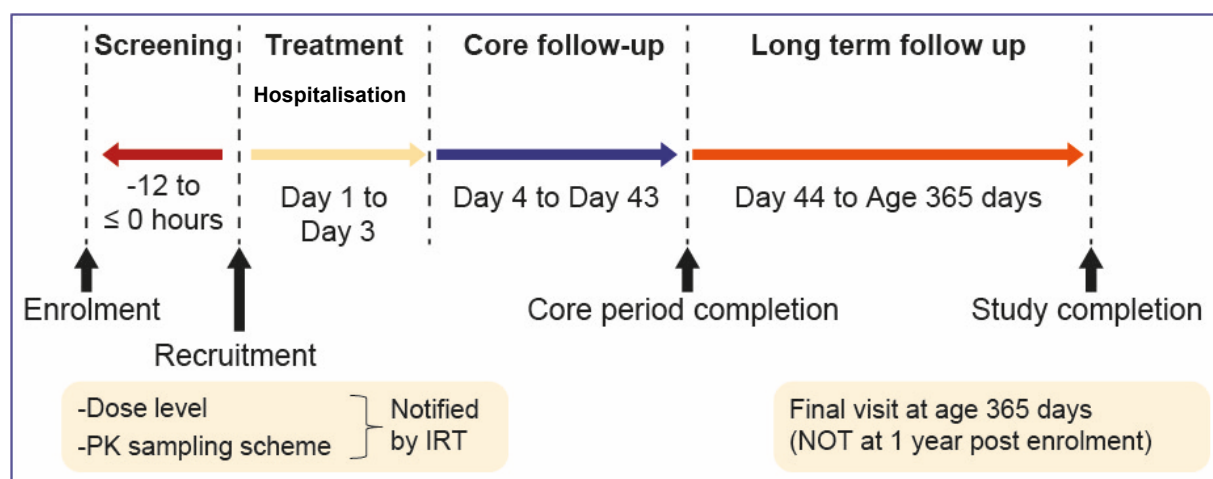 Screening
Treatment
Core follow-up
Long term follow up
Hospitalisation
-12 to
≤ 0 hours
Day 1 to
Day 3
Day 4 to Day 43
Day 44 to Age 365 days
Enrolment
Recruitment
Core period completion
Study completion
-Dose level
-PK sampling scheme
Notified
by IRT
Final visit at age 365 days
(NOT at 1 year post enrolment)